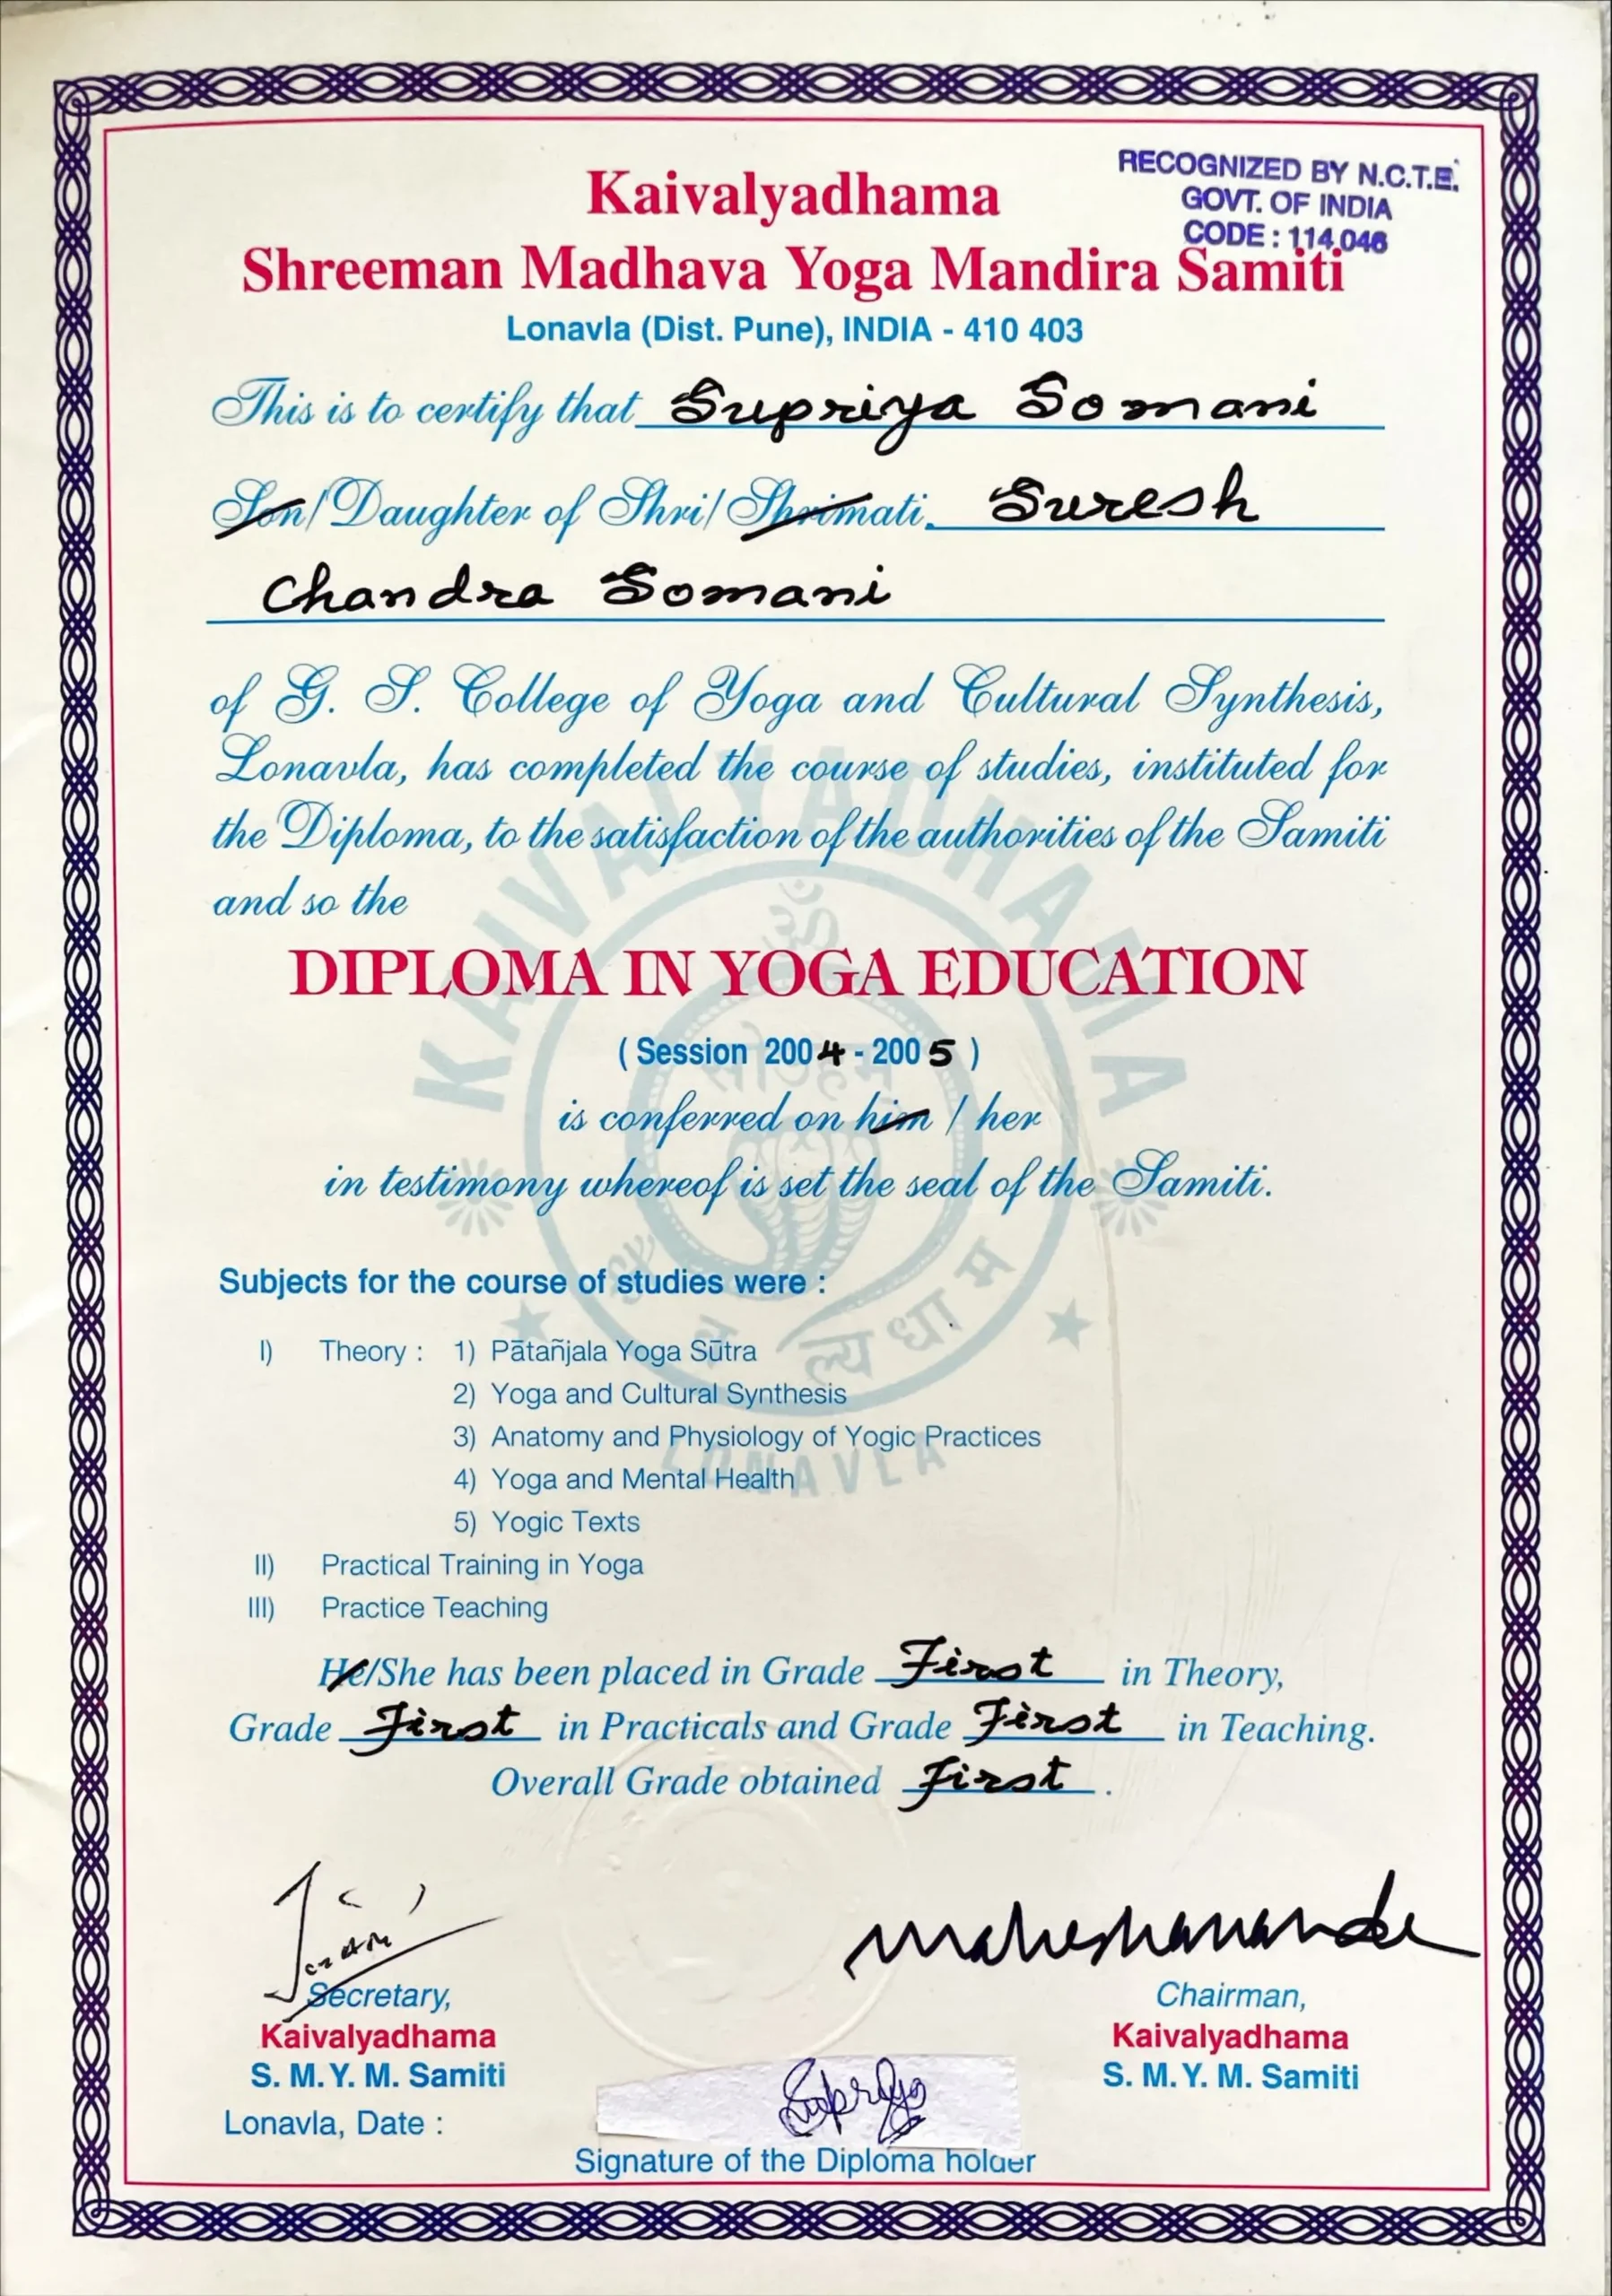 RECOGNIZED BY N.C.T.E.
GOVT. OF INDIA
CODE : 114,046
Kaivalyadhama
Shreeman Madhava Yoga Mandira Samiti
Lonavla (Dist. Pune), INDIA - 410 403
This is to certify that Supriya Somani
Son/Daughter of Shri/Shrimati. Suresh
Chandra Somani
of G. S. College of Yoga and Cultural Synthesis,
Lonavla, has completed the course of studies, instituted for
the Diploma, to the satisfaction of the authorities of the Samiti
and so the
DIPLOMA IN YOGA EDUCATION
( Session 2004 - 2005 )
is conferred on him / her
in testimony whereof is set the seal of the Samiti.
KAIVALYADHAMA
ॐ
LONAVLA
Subjects for the course of studies were :
I) Theory : 1) Pātañjala Yoga Sūtra
2) Yoga and Cultural Synthesis
3) Anatomy and Physiology of Yogic Practices
4) Yoga and Mental Health
5) Yogic Texts
II) Practical Training in Yoga
III) Practice Teaching
He/She has been placed in Grade First in Theory,
Grade First in Practicals and Grade First in Teaching.
Overall Grade obtained First .
Maheshananda
Secretary,
Kaivalyadhama
S. M. Y. M. Samiti
Chairman,
Kaivalyadhama
S. M. Y. M. Samiti
Lonavla, Date :
Supriya
Signature of the Diploma holder